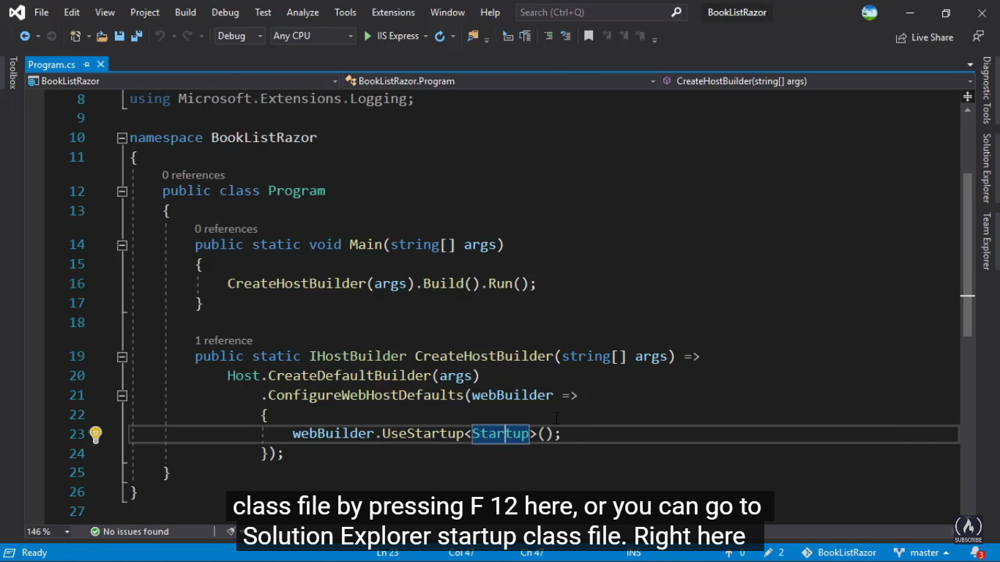 File Edit View Project Build Debug Test Analyze Tools Extensions Window Help Search (Ctrl+Q) BookListRazor
Debug Any CPU IIS Express Live Share
Toolbox
Program.cs
BookListRazor BookListRazor.Program CreateHostBuilder(string[] args)
8 using Microsoft.Extensions.Logging;
9
10 namespace BookListRazor
11 {
0 references
12 public class Program
13 {
0 references
14 public static void Main(string[] args)
15 {
16 CreateHostBuilder(args).Build().Run();
17 }
18
1 reference
19 public static IHostBuilder CreateHostBuilder(string[] args) =>
20 Host.CreateDefaultBuilder(args)
21 .ConfigureWebHostDefaults(webBuilder =>
22 {
23 webBuilder.UseStartup<Startup>();
24 });
25 }
26 }
27
Diagnostic Tools
Solution Explorer
Team Explorer
class file by pressing F 12 here, or you can go to
Solution Explorer startup class file. Right here
SUBSCRIBE
146 % No issues found
Ready Ln 23 Col 47 Ch 47 INS 0 2 BookListRazor master 3